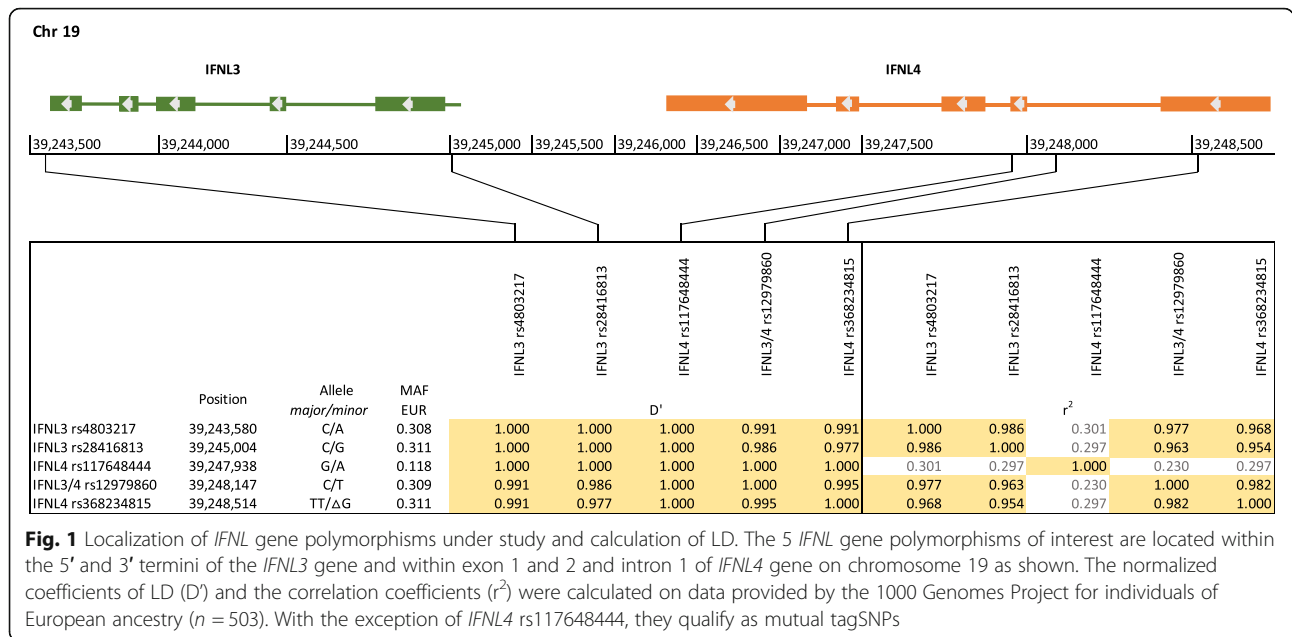 Chr 19
IFNL3 IFNL4
39,243,500 39,244,000 39,244,500 39,245,000 39,245,500 39,246,000 39,246,500 39,247,000 39,247,500 39,248,000 39,248,500
IFNL3 rs4803217 IFNL3 rs28416813 IFNL4 rs117648444 IFNL3/4 rs12979860 IFNL4 rs368234815 IFNL3 rs4803217 IFNL3 rs28416813 IFNL4 rs117648444 IFNL3/4 rs12979860 IFNL4 rs368234815
Position Allele MAF
major/minor EUR D' r²
IFNL3 rs4803217 39,243,580 C/A 0.308 1.000 1.000 1.000 0.991 0.991 1.000 0.986 0.301 0.977 0.968
IFNL3 rs28416813 39,245,004 C/G 0.311 1.000 1.000 1.000 0.986 0.977 0.986 1.000 0.297 0.963 0.954
IFNL4 rs117648444 39,247,938 G/A 0.118 1.000 1.000 1.000 1.000 1.000 0.301 0.297 1.000 0.230 0.297
IFNL3/4 rs12979860 39,248,147 C/T 0.309 0.991 0.986 1.000 1.000 0.995 0.977 0.963 0.230 1.000 0.982
IFNL4 rs368234815 39,248,514 TT/△G 0.311 0.991 0.977 1.000 0.995 1.000 0.968 0.954 0.297 0.982 1.000
Fig. 1 Localization of IFNL gene polymorphisms under study and calculation of LD. The 5 IFNL gene polymorphisms of interest are located within
the 5′ and 3′ termini of the IFNL3 gene and within exon 1 and 2 and intron 1 of IFNL4 gene on chromosome 19 as shown. The normalized
coefficients of LD (D′) and the correlation coefficients (r²) were calculated on data provided by the 1000 Genomes Project for individuals of
European ancestry (n = 503). With the exception of IFNL4 rs117648444, they qualify as mutual tagSNPs